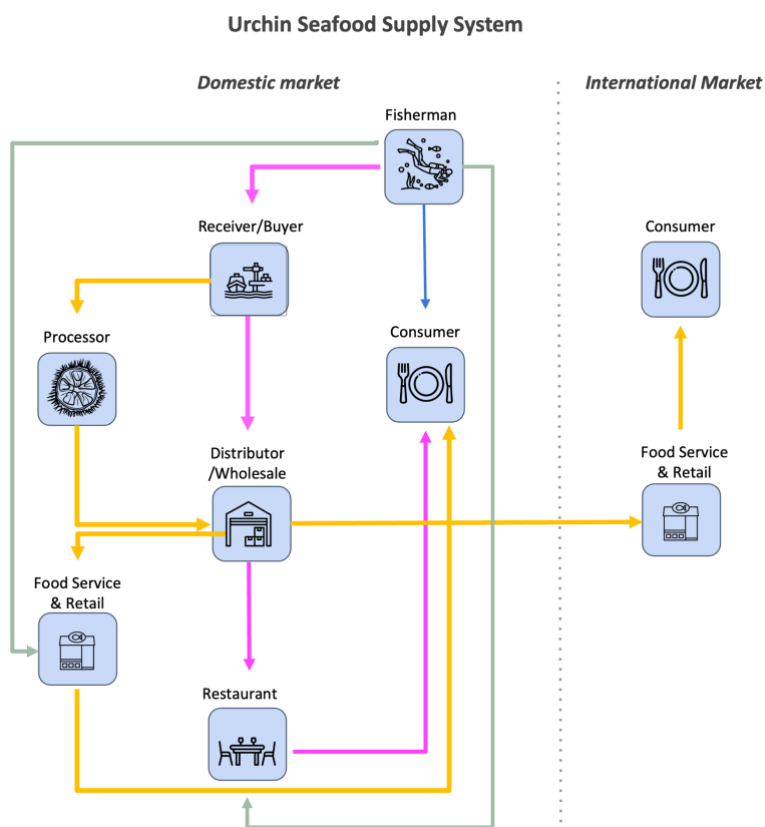 Urchin Seafood Supply System
Domestic market
International Market
Fisherman
Receiver/Buyer
Consumer
Processor
Consumer
Distributor
/Wholesale
Food Service
& Retail
Food Service
& Retail
Restaurant